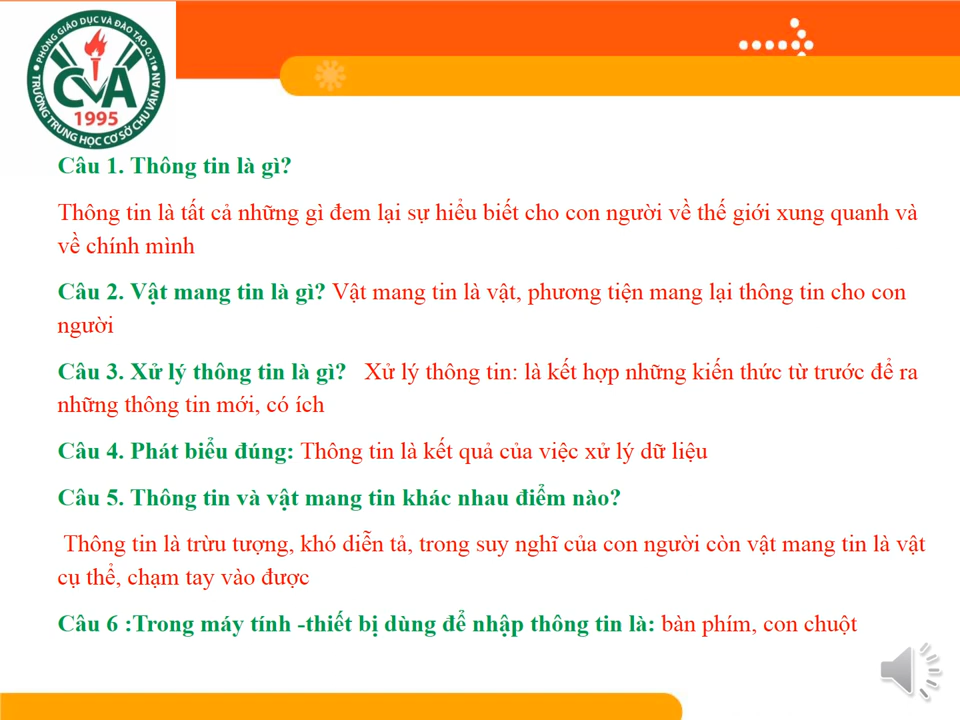 PHÒNG GIÁO DỤC VÀ ĐÀO TẠO Q.11
TRƯỜNG TRUNG HỌC CƠ SỞ CHU VĂN AN
CVA
1995
Câu 1. Thông tin là gì?
Thông tin là tất cả những gì đem lại sự hiểu biết cho con người về thế giới xung quanh và
về chính mình
Câu 2. Vật mang tin là gì? Vật mang tin là vật, phương tiện mang lại thông tin cho con
người
Câu 3. Xử lý thông tin là gì? Xử lý thông tin: là kết hợp những kiến thức từ trước để ra
những thông tin mới, có ích
Câu 4. Phát biểu đúng: Thông tin là kết quả của việc xử lý dữ liệu
Câu 5. Thông tin và vật mang tin khác nhau điểm nào?
Thông tin là trừu tượng, khó diễn tả, trong suy nghĩ của con người còn vật mang tin là vật
cụ thể, chạm tay vào được
Câu 6 :Trong máy tính -thiết bị dùng để nhập thông tin là: bàn phím, con chuột